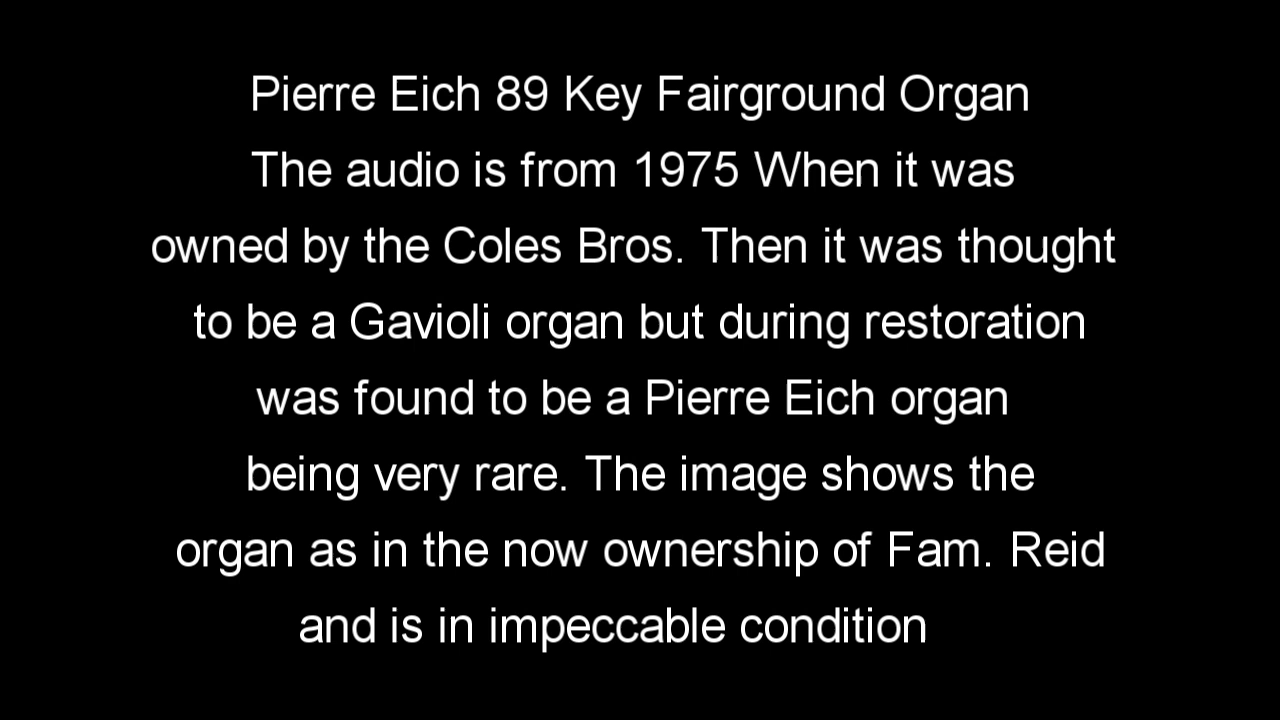 Pierre Eich 89 Key Fairground Organ
The audio is from 1975 When it was
owned by the Coles Bros. Then it was thought
to be a Gavioli organ but during restoration
was found to be a Pierre Eich organ
being very rare. The image shows the
organ as in the now ownership of Fam. Reid
and is in impeccable condition